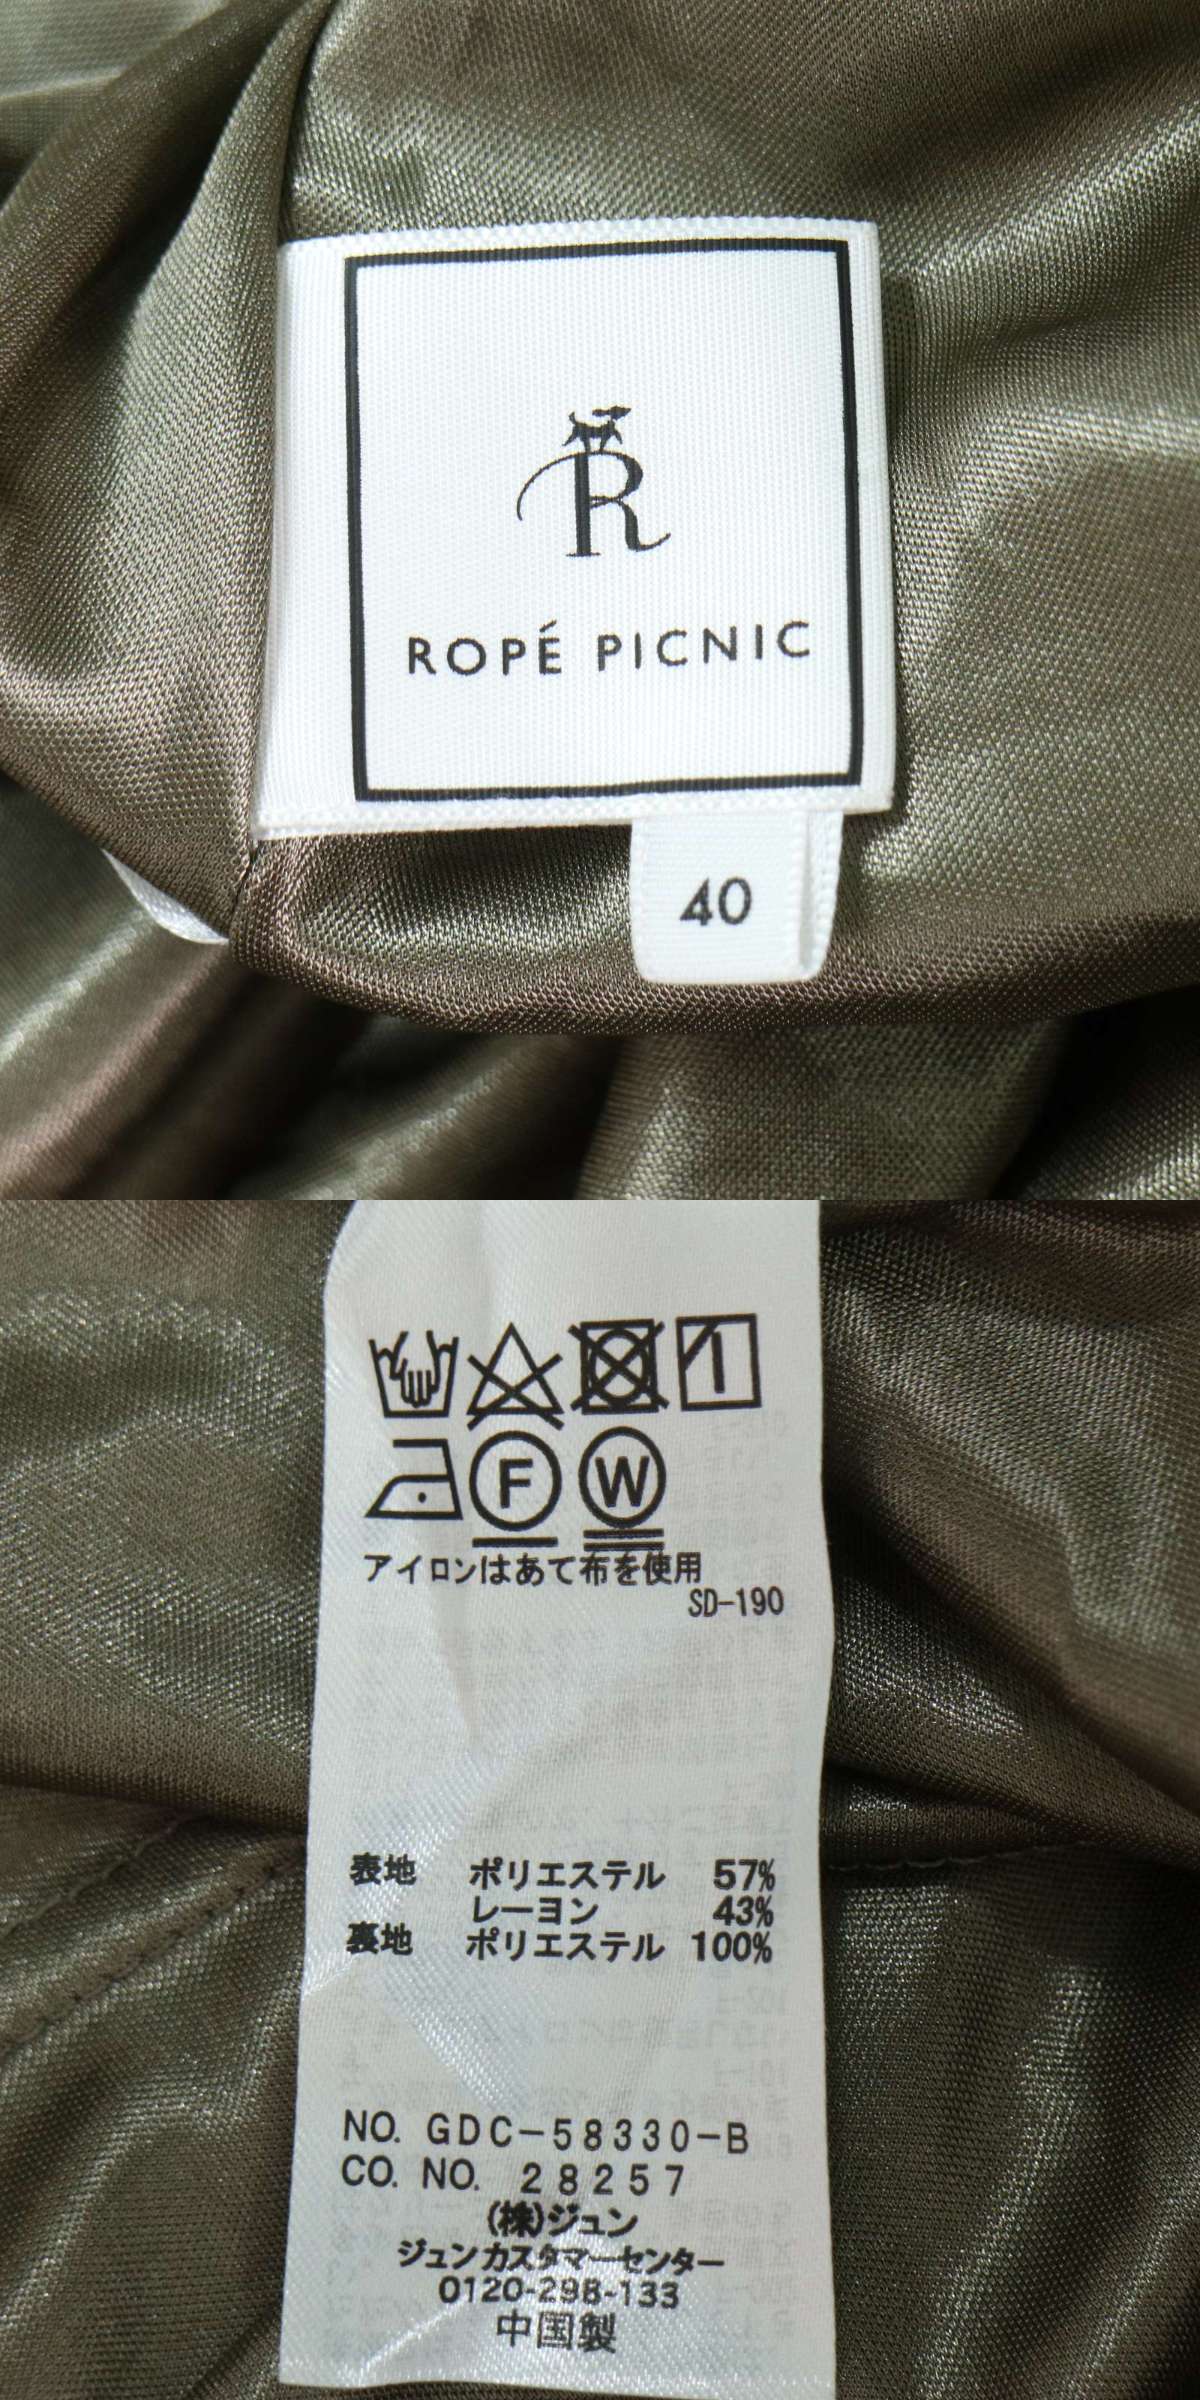 R
ROPÉ PICNIC
40
F W
アイロンはあて布を使用
SD-190
表地 ポリエステル 57%
レーヨン 43%
裏地 ポリエステル 100%
NO. GDC-58330-B
CO. NO. 28257
(株)ジュン
ジュンカスタマーセンター
0120-298-133
中国製